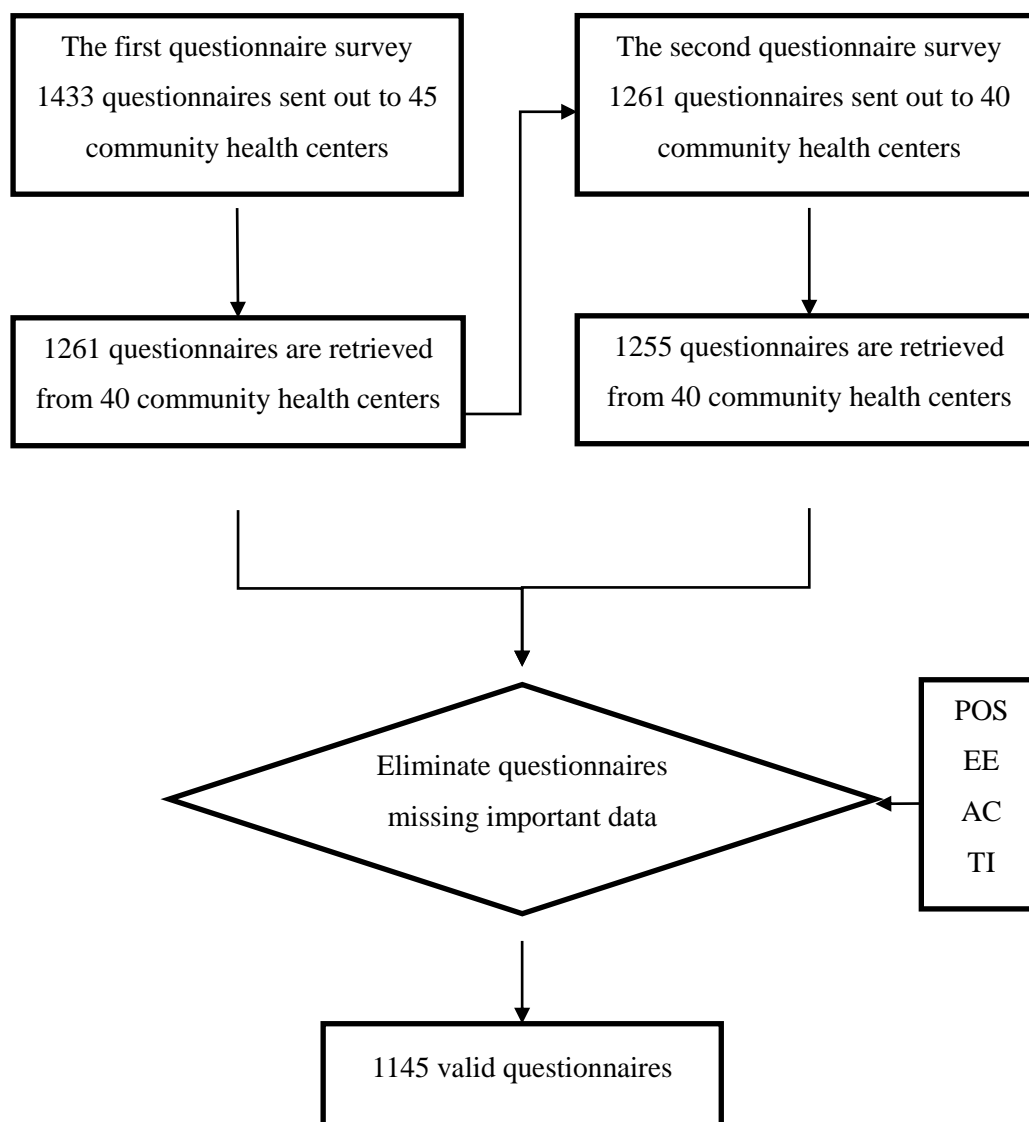 The first questionnaire survey
1433 questionnaires sent out to 45
community health centers
The second questionnaire survey
1261 questionnaires sent out to 40
community health centers
1261 questionnaires are retrieved
from 40 community health centers
1255 questionnaires are retrieved
from 40 community health centers
Eliminate questionnaires
missing important data
POS
EE
AC
TI
1145 valid questionnaires